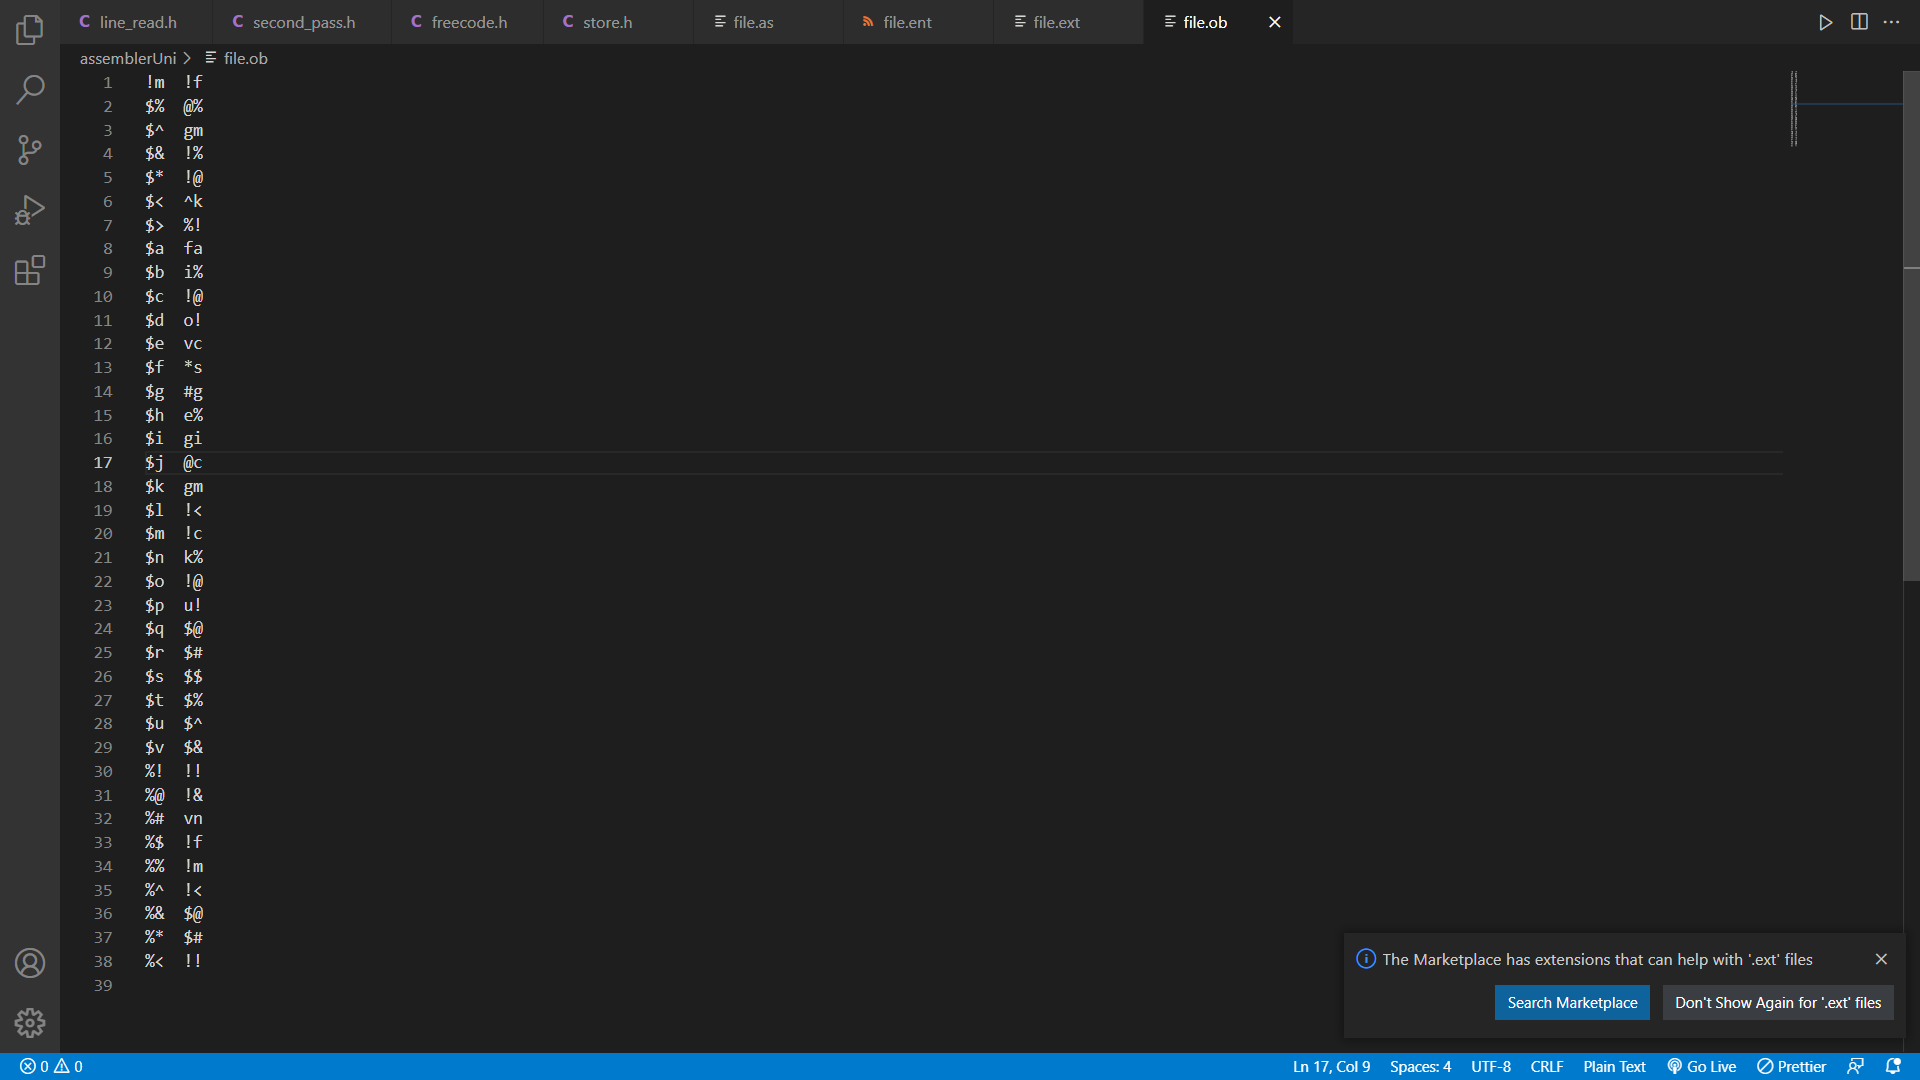 line_read.h second_pass.h freecode.h store.h file.as file.ent file.ext file.ob
assemblerUni > file.ob
1 !m !f
2 $% @%
3 $^ gm
4 $& !%
5 $* !@
6 $< ^k
7 $> %!
8 $a fa
9 $b i%
10 $c !@
11 $d o!
12 $e vc
13 $f *s
14 $g #g
15 $h e%
16 $i gi
17 $j @c
18 $k gm
19 $l !<
20 $m !c
21 $n k%
22 $o !@
23 $p u!
24 $q $@
25 $r $#
26 $s $$
27 $t $%
28 $u $^
29 $v $&
30 %! !!
31 %@ !&
32 %# vn
33 %$ !f
34 %% !m
35 %^ !<
36 %& $@
37 %* $#
38 %< !!
39
The Marketplace has extensions that can help with '.ext' files
Search Marketplace Don't Show Again for '.ext' files
0 0 Ln 17, Col 9 Spaces: 4 UTF-8 CRLF Plain Text Go Live Prettier